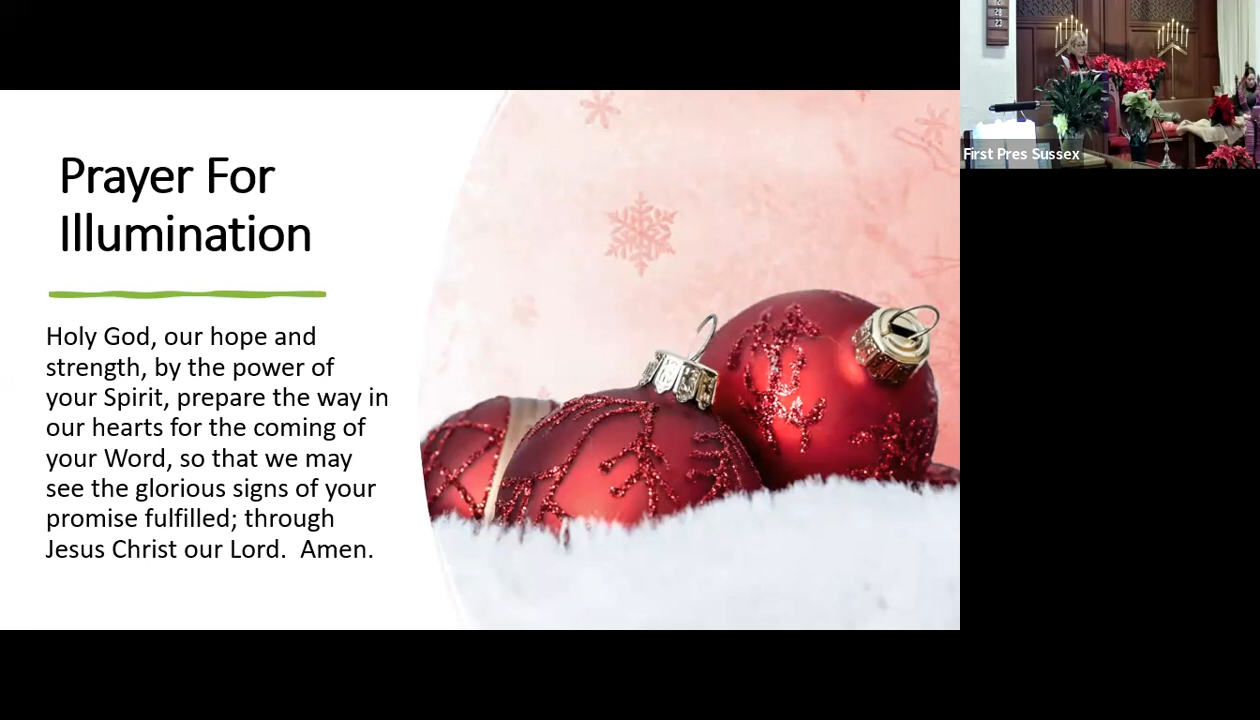 Prayer For
Illumination
Holy God, our hope and
strength, by the power of
your Spirit, prepare the way in
our hearts for the coming of
your Word, so that we may
see the glorious signs of your
promise fulfilled; through
Jesus Christ our Lord.  Amen.
28
23
First Pres Sussex